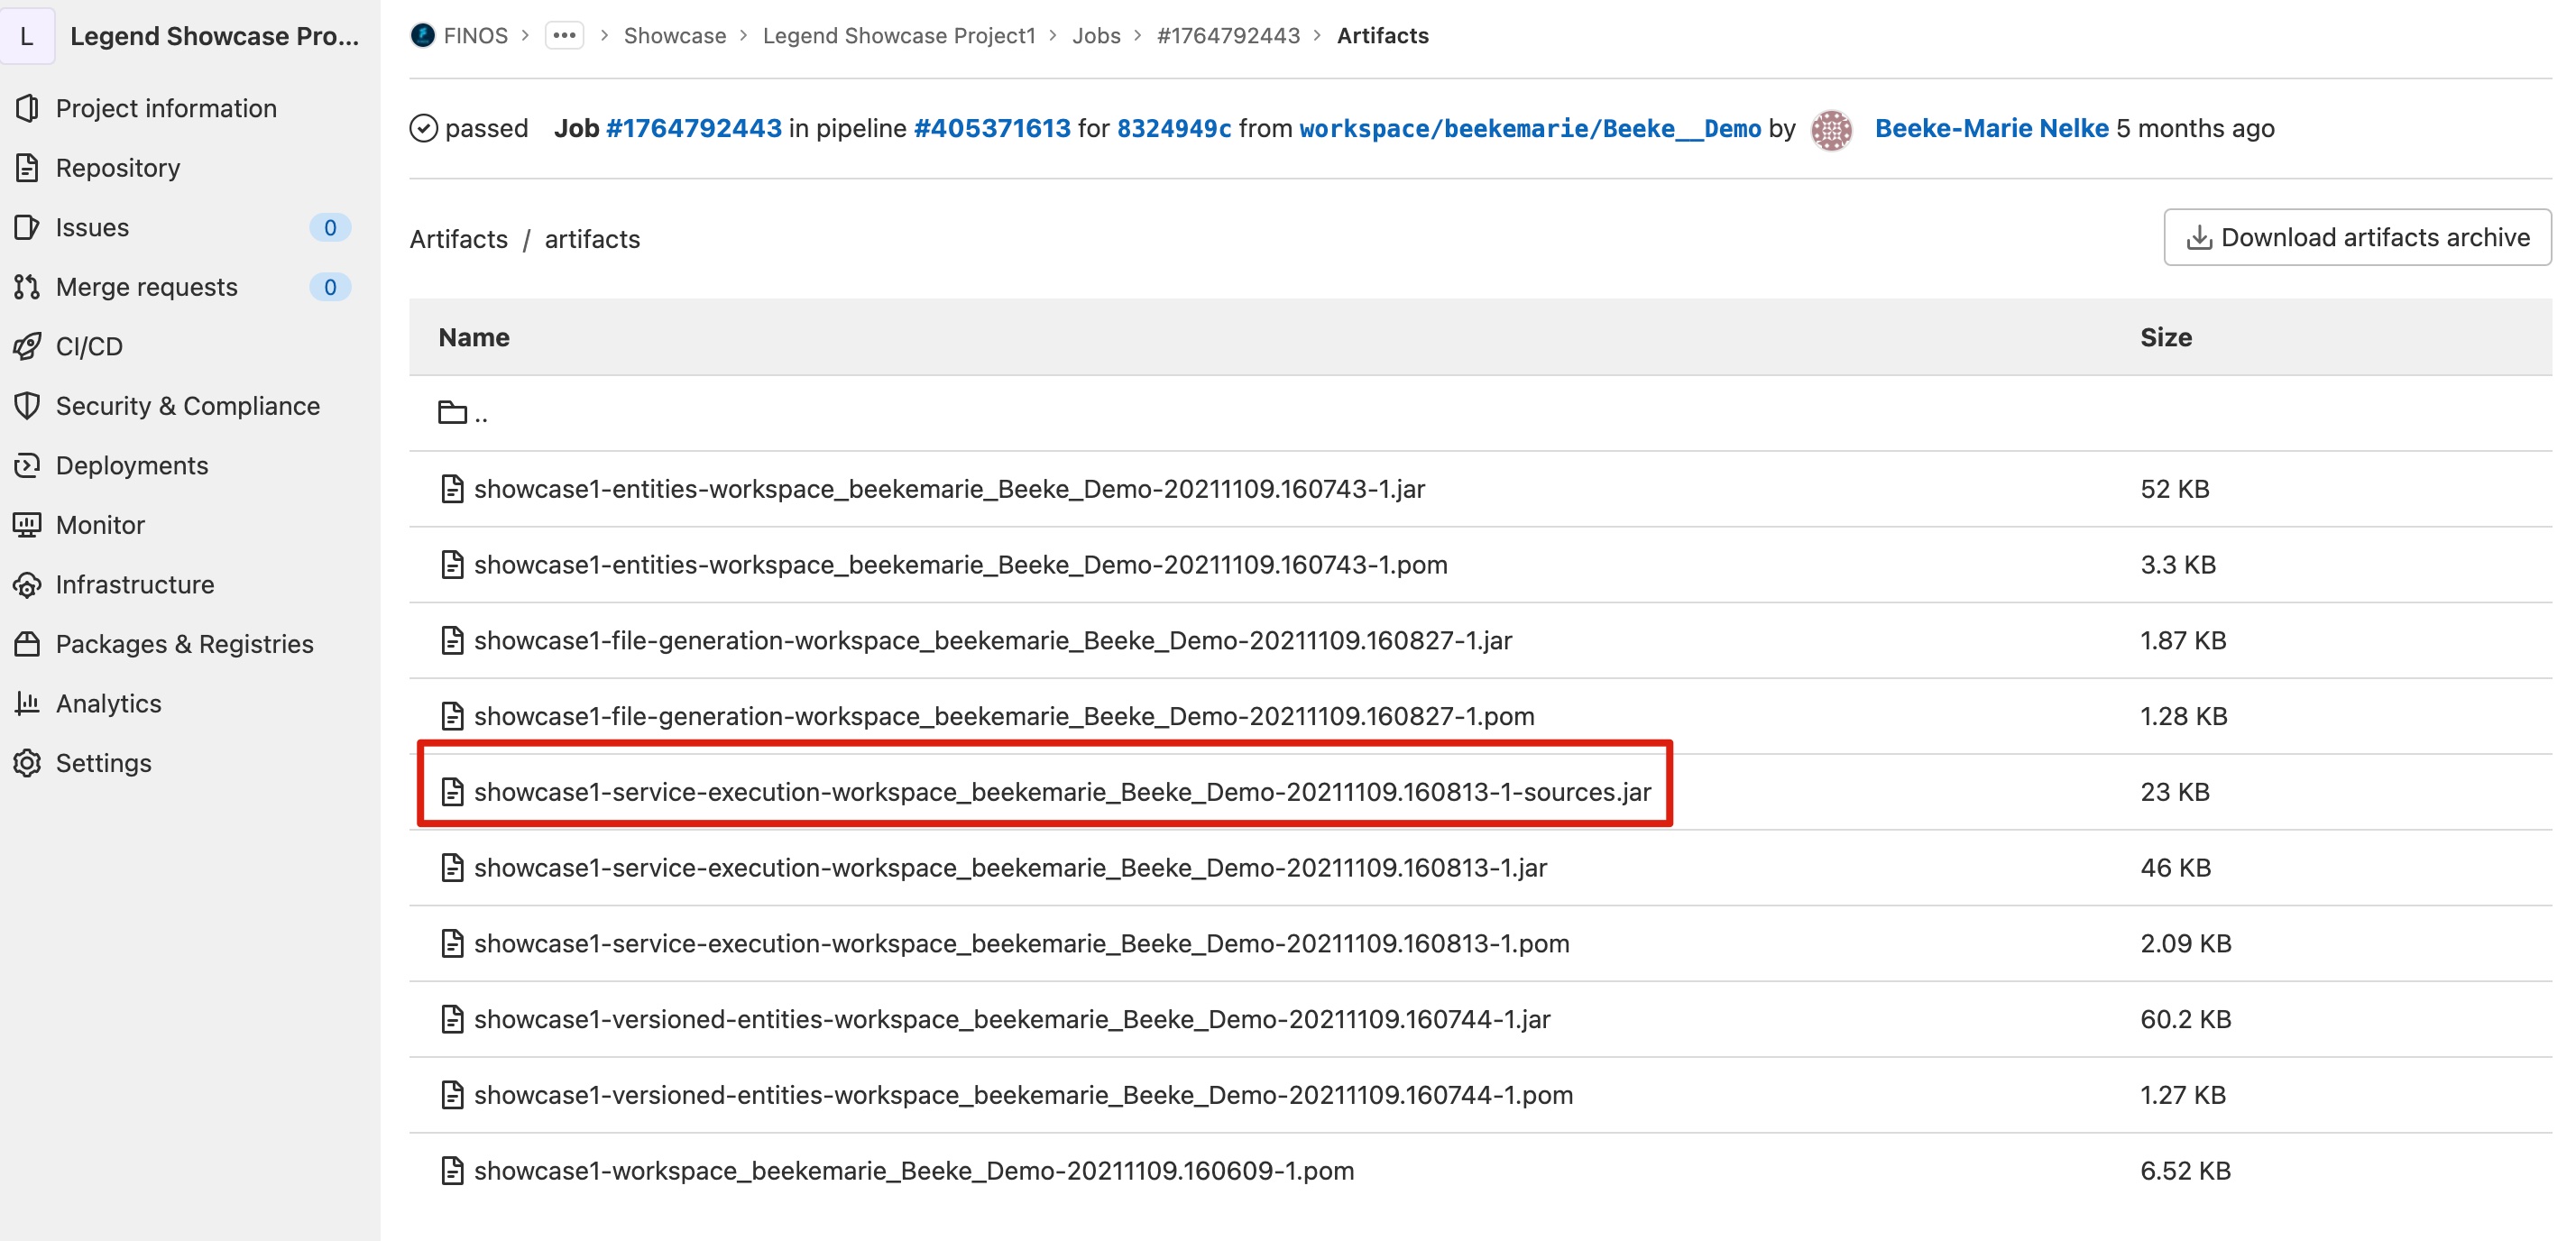 L Legend Showcase Pro...
Project information
Repository
Issues 0
Merge requests 0
CI/CD
Security & Compliance
Deployments
Monitor
Infrastructure
Packages & Registries
Analytics
Settings
FINOS > ••• > Showcase > Legend Showcase Project1 > Jobs > #1764792443 > Artifacts
passed Job #1764792443 in pipeline #405371613 for 8324949c from workspace/beekemarie/Beeke__Demo by Beeke-Marie Nelke 5 months ago
Artifacts / artifacts
Download artifacts archive
Name Size
..
showcase1-entities-workspace_beekemarie_Beeke_Demo-20211109.160743-1.jar 52 KB
showcase1-entities-workspace_beekemarie_Beeke_Demo-20211109.160743-1.pom 3.3 KB
showcase1-file-generation-workspace_beekemarie_Beeke_Demo-20211109.160827-1.jar 1.87 KB
showcase1-file-generation-workspace_beekemarie_Beeke_Demo-20211109.160827-1.pom 1.28 KB
showcase1-service-execution-workspace_beekemarie_Beeke_Demo-20211109.160813-1-sources.jar 23 KB
showcase1-service-execution-workspace_beekemarie_Beeke_Demo-20211109.160813-1.jar 46 KB
showcase1-service-execution-workspace_beekemarie_Beeke_Demo-20211109.160813-1.pom 2.09 KB
showcase1-versioned-entities-workspace_beekemarie_Beeke_Demo-20211109.160744-1.jar 60.2 KB
showcase1-versioned-entities-workspace_beekemarie_Beeke_Demo-20211109.160744-1.pom 1.27 KB
showcase1-workspace_beekemarie_Beeke_Demo-20211109.160609-1.pom 6.52 KB